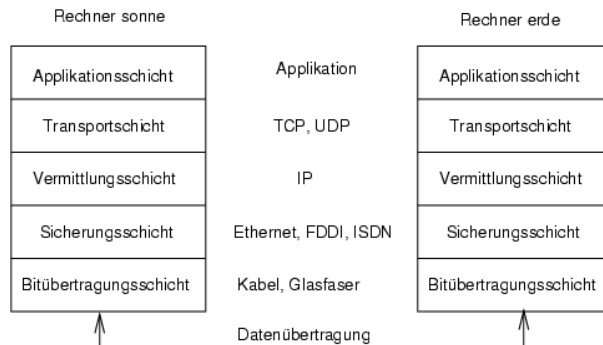 Rechner sonne
Rechner erde
Applikationsschicht
Applikation
Applikationsschicht
Transportschicht
TCP, UDP
Transportschicht
Vermittlungsschicht
IP
Vermittlungsschicht
Sicherungsschicht
Ethernet, FDDI, ISDN
Sicherungsschicht
Bitübertragungsschicht
Kabel, Glasfaser
Bitübertragungsschicht
Datenübertragung